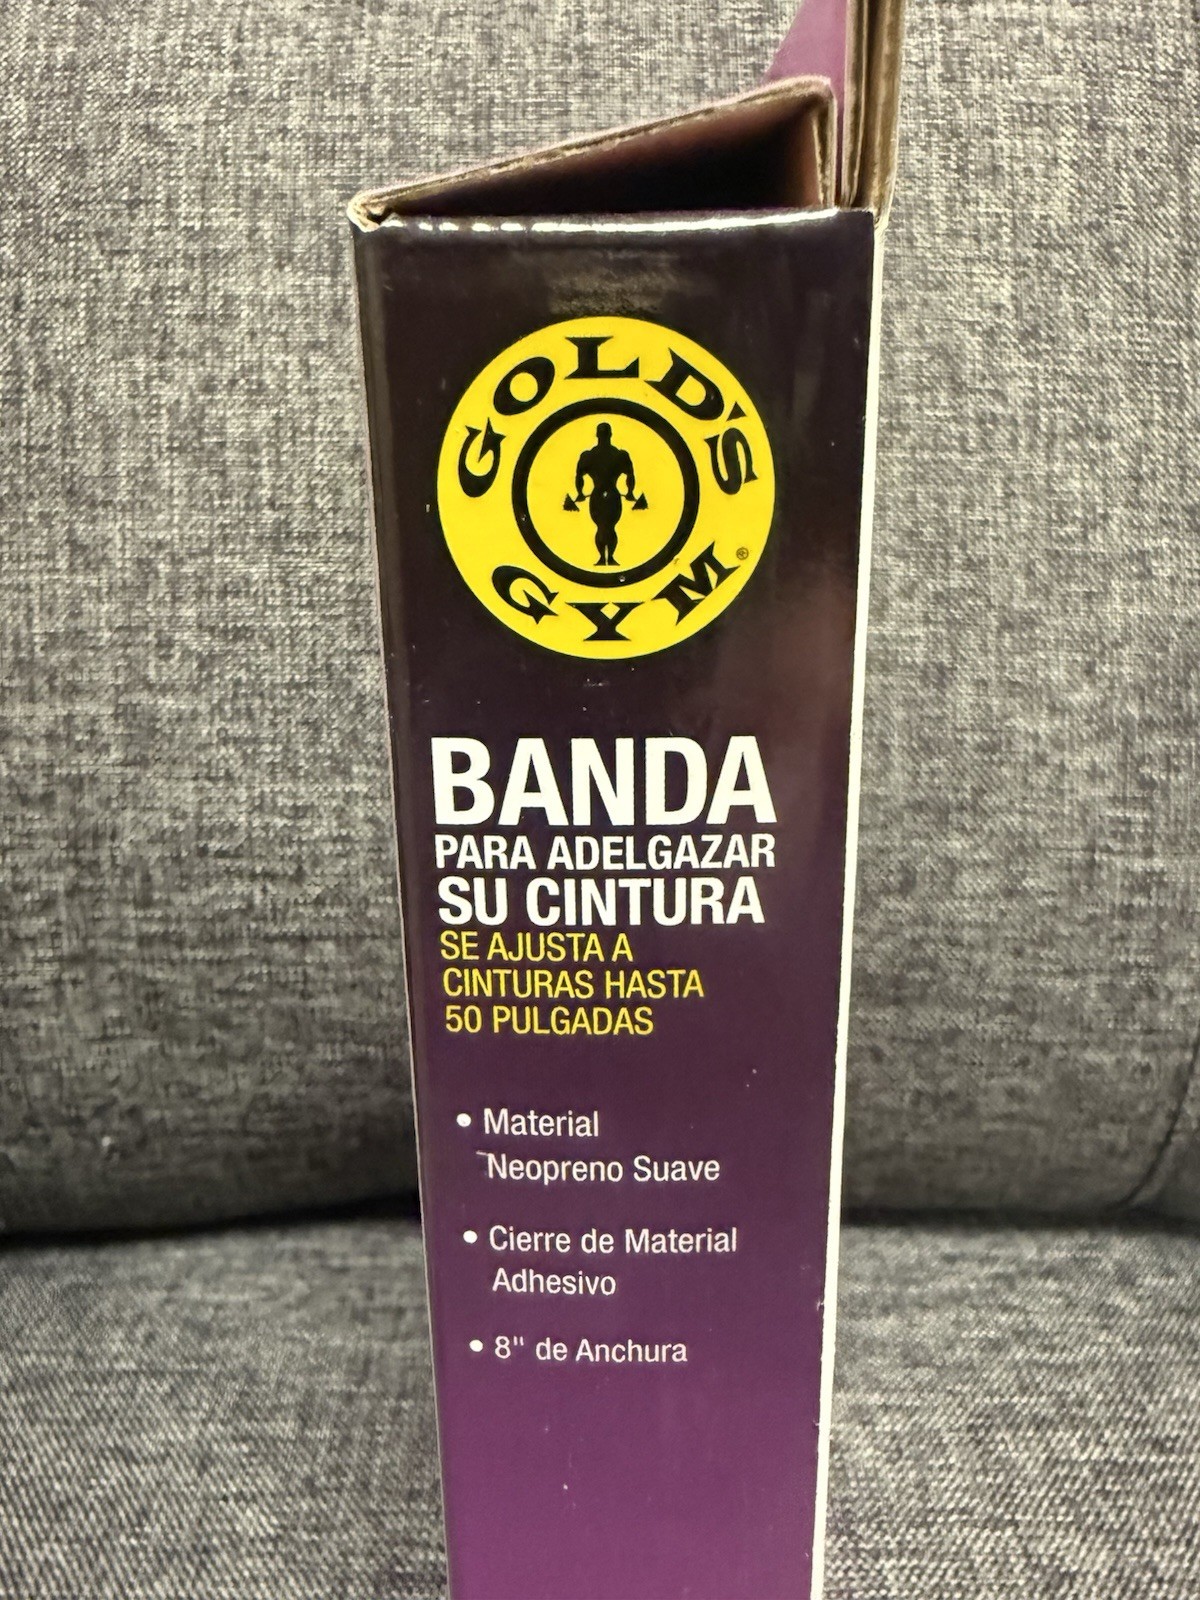 GOLD'S
GYM®
BANDA
PARA ADELGAZAR
SU CINTURA
SE AJUSTA A
CINTURAS HASTA
50 PULGADAS
• Material
Neopreno Suave
• Cierre de Material
Adhesivo
• 8" de Anchura